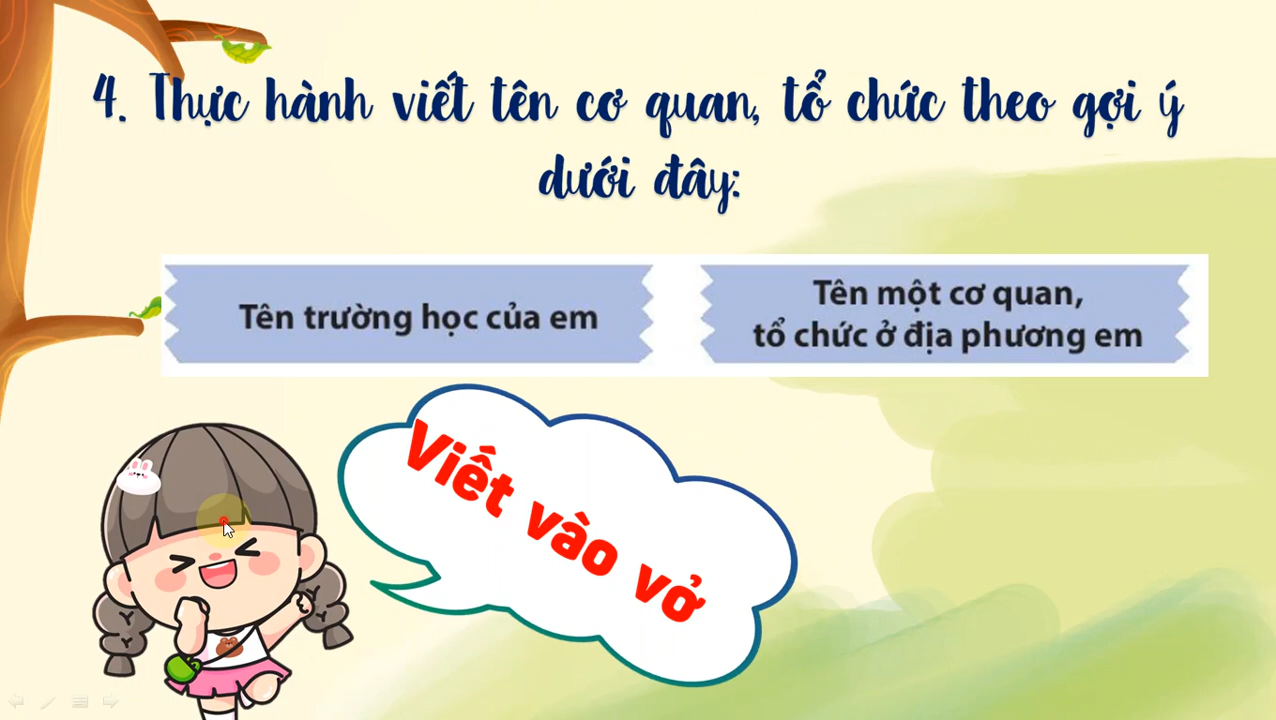 4. Thực hành viết tên cơ quan, tổ chức theo gợi ý
dưới đây:
Tên trường học của em
Tên một cơ quan,
tổ chức ở địa phương em
Viết vào vở